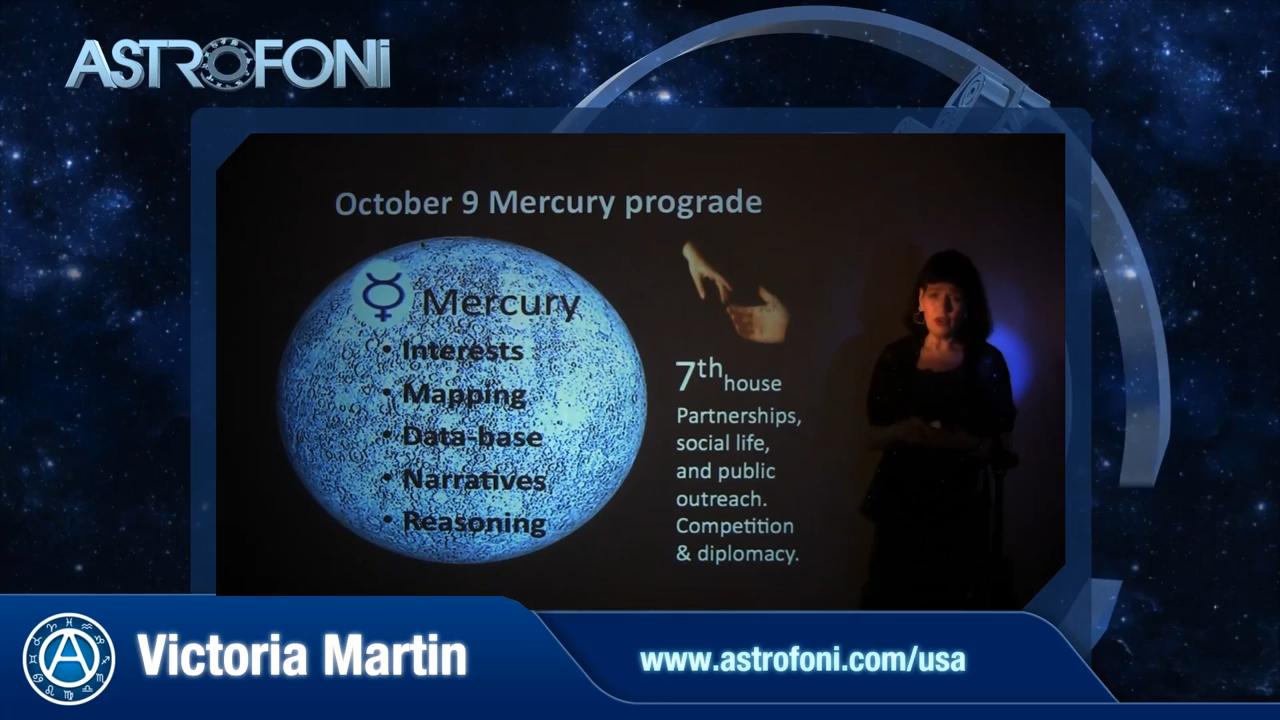 ASTROFONi
October 9 Mercury prograde
☿ Mercury
• Interests
• Mapping
• Data-base
• Narratives
• Reasoning
7th house
Partnerships,
social life,
and public
outreach.
Competition
& diplomacy.
Victoria Martin
www.astrofoni.com/usa